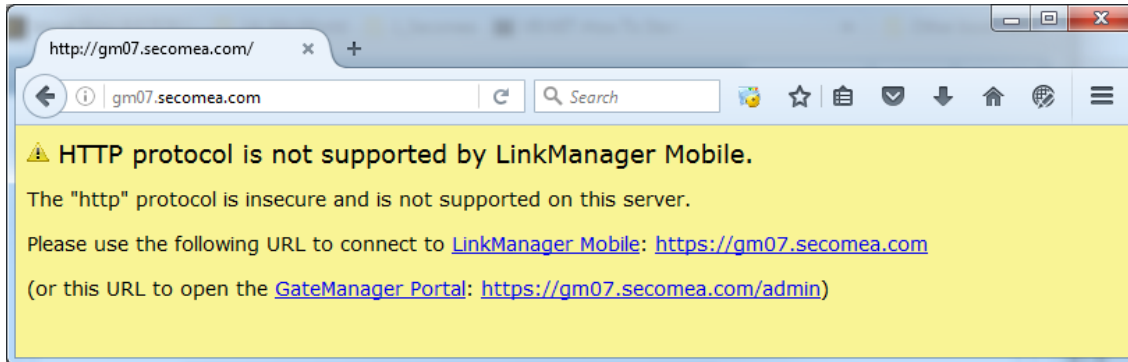 http://gm07.secomea.com/
gm07.secomea.com
Search
HTTP protocol is not supported by LinkManager Mobile.
The "http" protocol is insecure and is not supported on this server.
Please use the following URL to connect to LinkManager Mobile: https://gm07.secomea.com
(or this URL to open the GateManager Portal: https://gm07.secomea.com/admin)